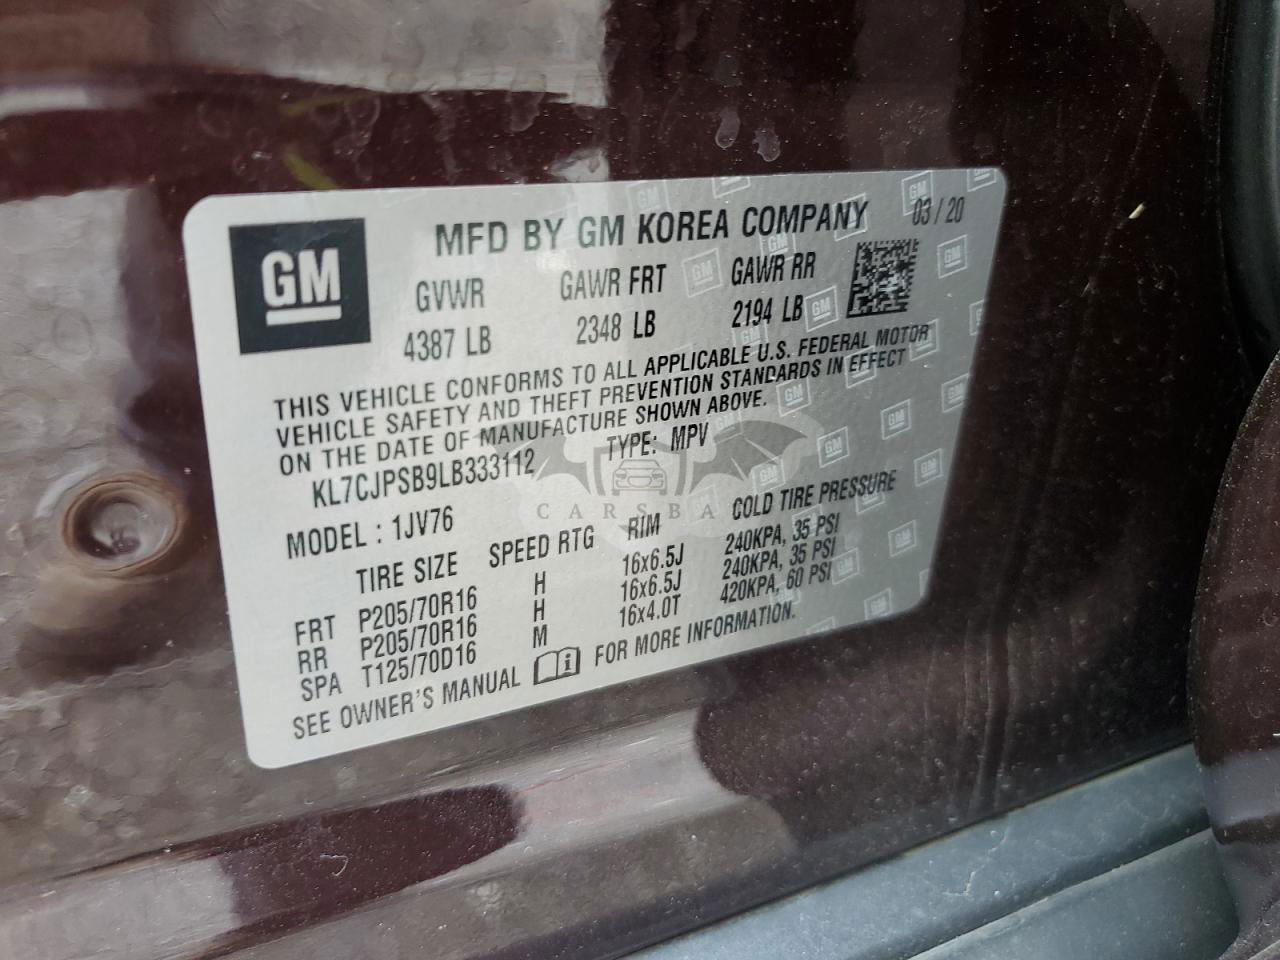 GM
MFD BY GM KOREA COMPANY 03/20
GVWR GAWR FRT GAWR RR
4387 LB 2348 LB 2194 LB
THIS VEHICLE CONFORMS TO ALL APPLICABLE U.S. FEDERAL MOTOR
VEHICLE SAFETY AND THEFT PREVENTION STANDARDS IN EFFECT
ON THE DATE OF MANUFACTURE SHOWN ABOVE.
KL7CJPSB9LB333112 TYPE: MPV
MODEL : 1JV76
TIRE SIZE SPEED RTG RIM COLD TIRE PRESSURE
FRT P205/70R16 H 16x6.5J 240KPA, 35 PSI
RR P205/70R16 H 16x6.5J 240KPA, 35 PSI
SPA T125/70D16 M 16x4.0T 420KPA, 60 PSI
SEE OWNER'S MANUAL FOR MORE INFORMATION.